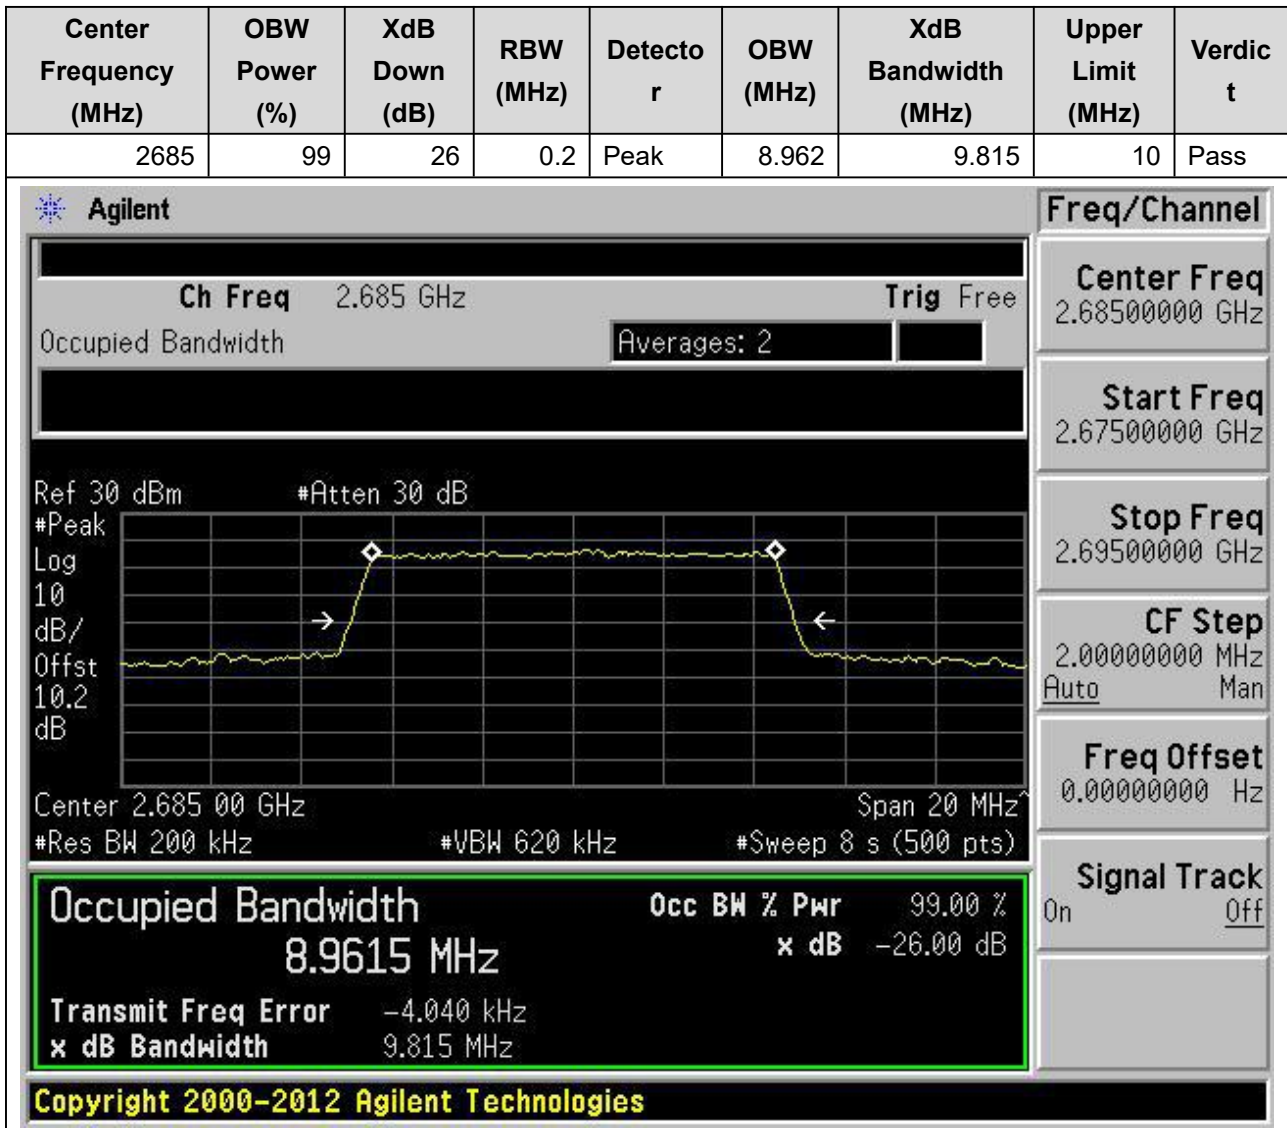 Center Frequency (MHz) OBW Power (%) XdB Down (dB) RBW (MHz) Detector OBW (MHz) XdB Bandwidth (MHz) Upper Limit (MHz) Verdict
2685 99 26 0.2 Peak 8.962 9.815 10 Pass
Agilent
Freq/Channel
Ch Freq 2.685 GHz Trig Free
Occupied Bandwidth Averages: 2
Center Freq
2.68500000 GHz
Start Freq
2.67500000 GHz
Stop Freq
2.69500000 GHz
CF Step
2.00000000 MHz
Auto Man
Freq Offset
0.00000000 Hz
Signal Track
On Off
Ref 30 dBm #Atten 30 dB
#Peak
Log
10
dB/
Offst
10.2
dB
Center 2.685 00 GHz Span 20 MHz^
#Res BW 200 kHz #VBW 620 kHz #Sweep 8 s (500 pts)
Occupied Bandwidth Occ BW % Pwr 99.00 %
8.9615 MHz x dB -26.00 dB
Transmit Freq Error -4.040 kHz
x dB Bandwidth 9.815 MHz
Copyright 2000-2012 Agilent Technologies